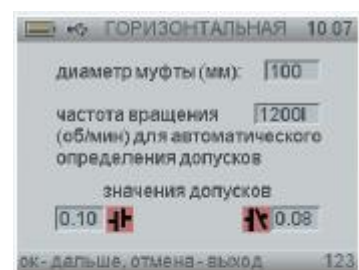 ГОРИЗОНТАЛЬНАЯ 10 07
диаметр муфты (мм): 100
частота вращения 1200
(об/мин) для автоматического
определения допусков
значения допусков
0.10 0.08
ок- дальше, отмена- выход 123